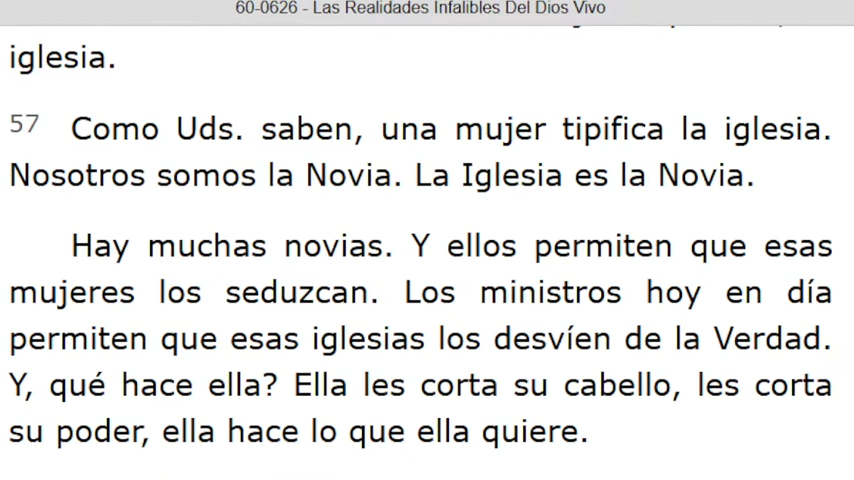 60-0626 - Las Realidades Infalibles Del Dios Vivo
iglesia.
57 Como Uds. saben, una mujer tipifica la iglesia.
Nosotros somos la Novia. La Iglesia es la Novia.
Hay muchas novias. Y ellos permiten que esas
mujeres los seduzcan. Los ministros hoy en día
permiten que esas iglesias los desvíen de la Verdad.
Y, qué hace ella? Ella les corta su cabello, les corta
su poder, ella hace lo que ella quiere.